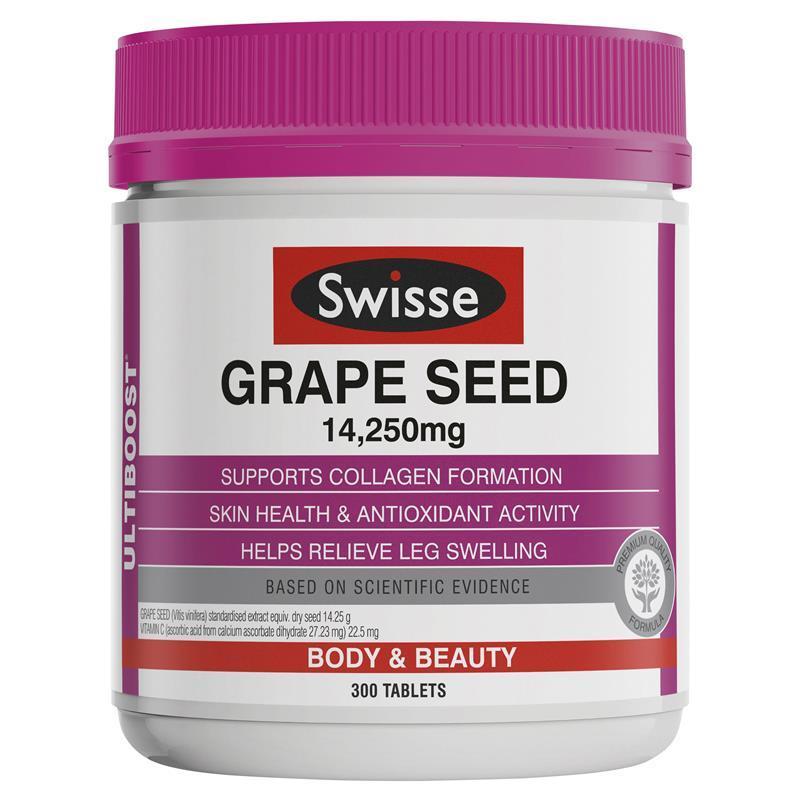 Swisse
GRAPE SEED
14,250mg
SUPPORTS COLLAGEN FORMATION
SKIN HEALTH & ANTIOXIDANT ACTIVITY
HELPS RELIEVE LEG SWELLING
BASED ON SCIENTIFIC EVIDENCE
GRAPE SEED (Vitis vinifera) standardised extract equiv. dry seed 14.25 g
VITAMIN C (ascorbic acid from calcium ascorbate dihydrate 27.23 mg) 22.5 mg
BODY & BEAUTY
300 TABLETS
ULTIBOOST®
PREMIUM QUALITY
FORMULA